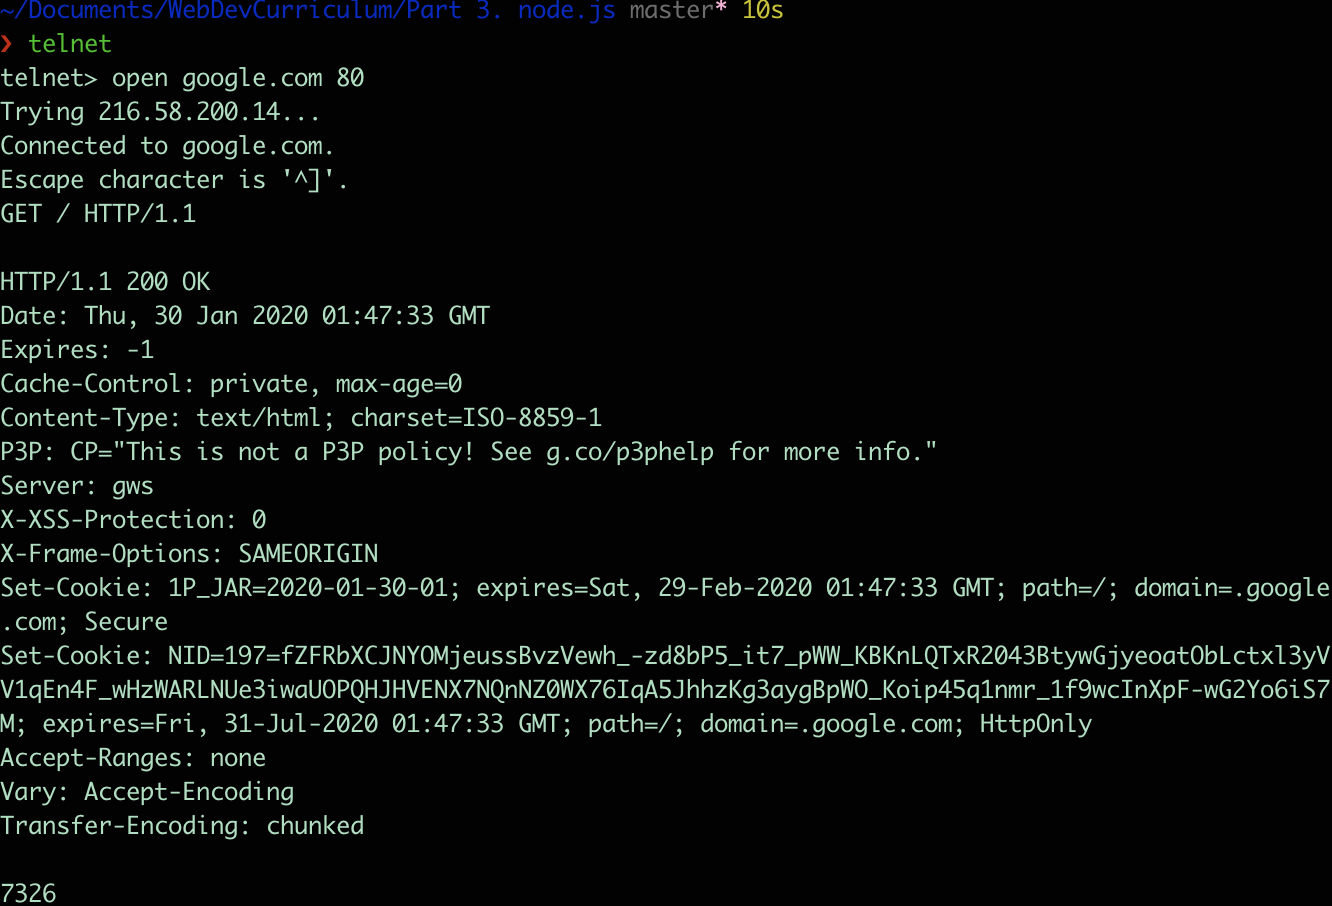 ~/Documents/WebDevCurriculum/Part 3. node.js master* 10s
❯ telnet
telnet> open google.com 80
Trying 216.58.200.14...
Connected to google.com.
Escape character is '^]'.
GET / HTTP/1.1
HTTP/1.1 200 OK
Date: Thu, 30 Jan 2020 01:47:33 GMT
Expires: -1
Cache-Control: private, max-age=0
Content-Type: text/html; charset=ISO-8859-1
P3P: CP="This is not a P3P policy! See g.co/p3phelp for more info."
Server: gws
X-XSS-Protection: 0
X-Frame-Options: SAMEORIGIN
Set-Cookie: 1P_JAR=2020-01-30-01; expires=Sat, 29-Feb-2020 01:47:33 GMT; path=/; domain=.google
.com; Secure
Set-Cookie: NID=197=fZFRbXCJNYOMjeussBvzVewh_-zd8bP5_it7_pWW_KBKnLQTxR2043BtywGjyeoatObLctxl3yV
V1qEn4F_wHzWARLNUe3iwaUOPQHJHVENX7NQnNZ0WX76IqA5JhhzKg3aygBpWO_Koip45q1nmr_1f9wcInXpF-wG2Yo6iS7
M; expires=Fri, 31-Jul-2020 01:47:33 GMT; path=/; domain=.google.com; HttpOnly
Accept-Ranges: none
Vary: Accept-Encoding
Transfer-Encoding: chunked
7326